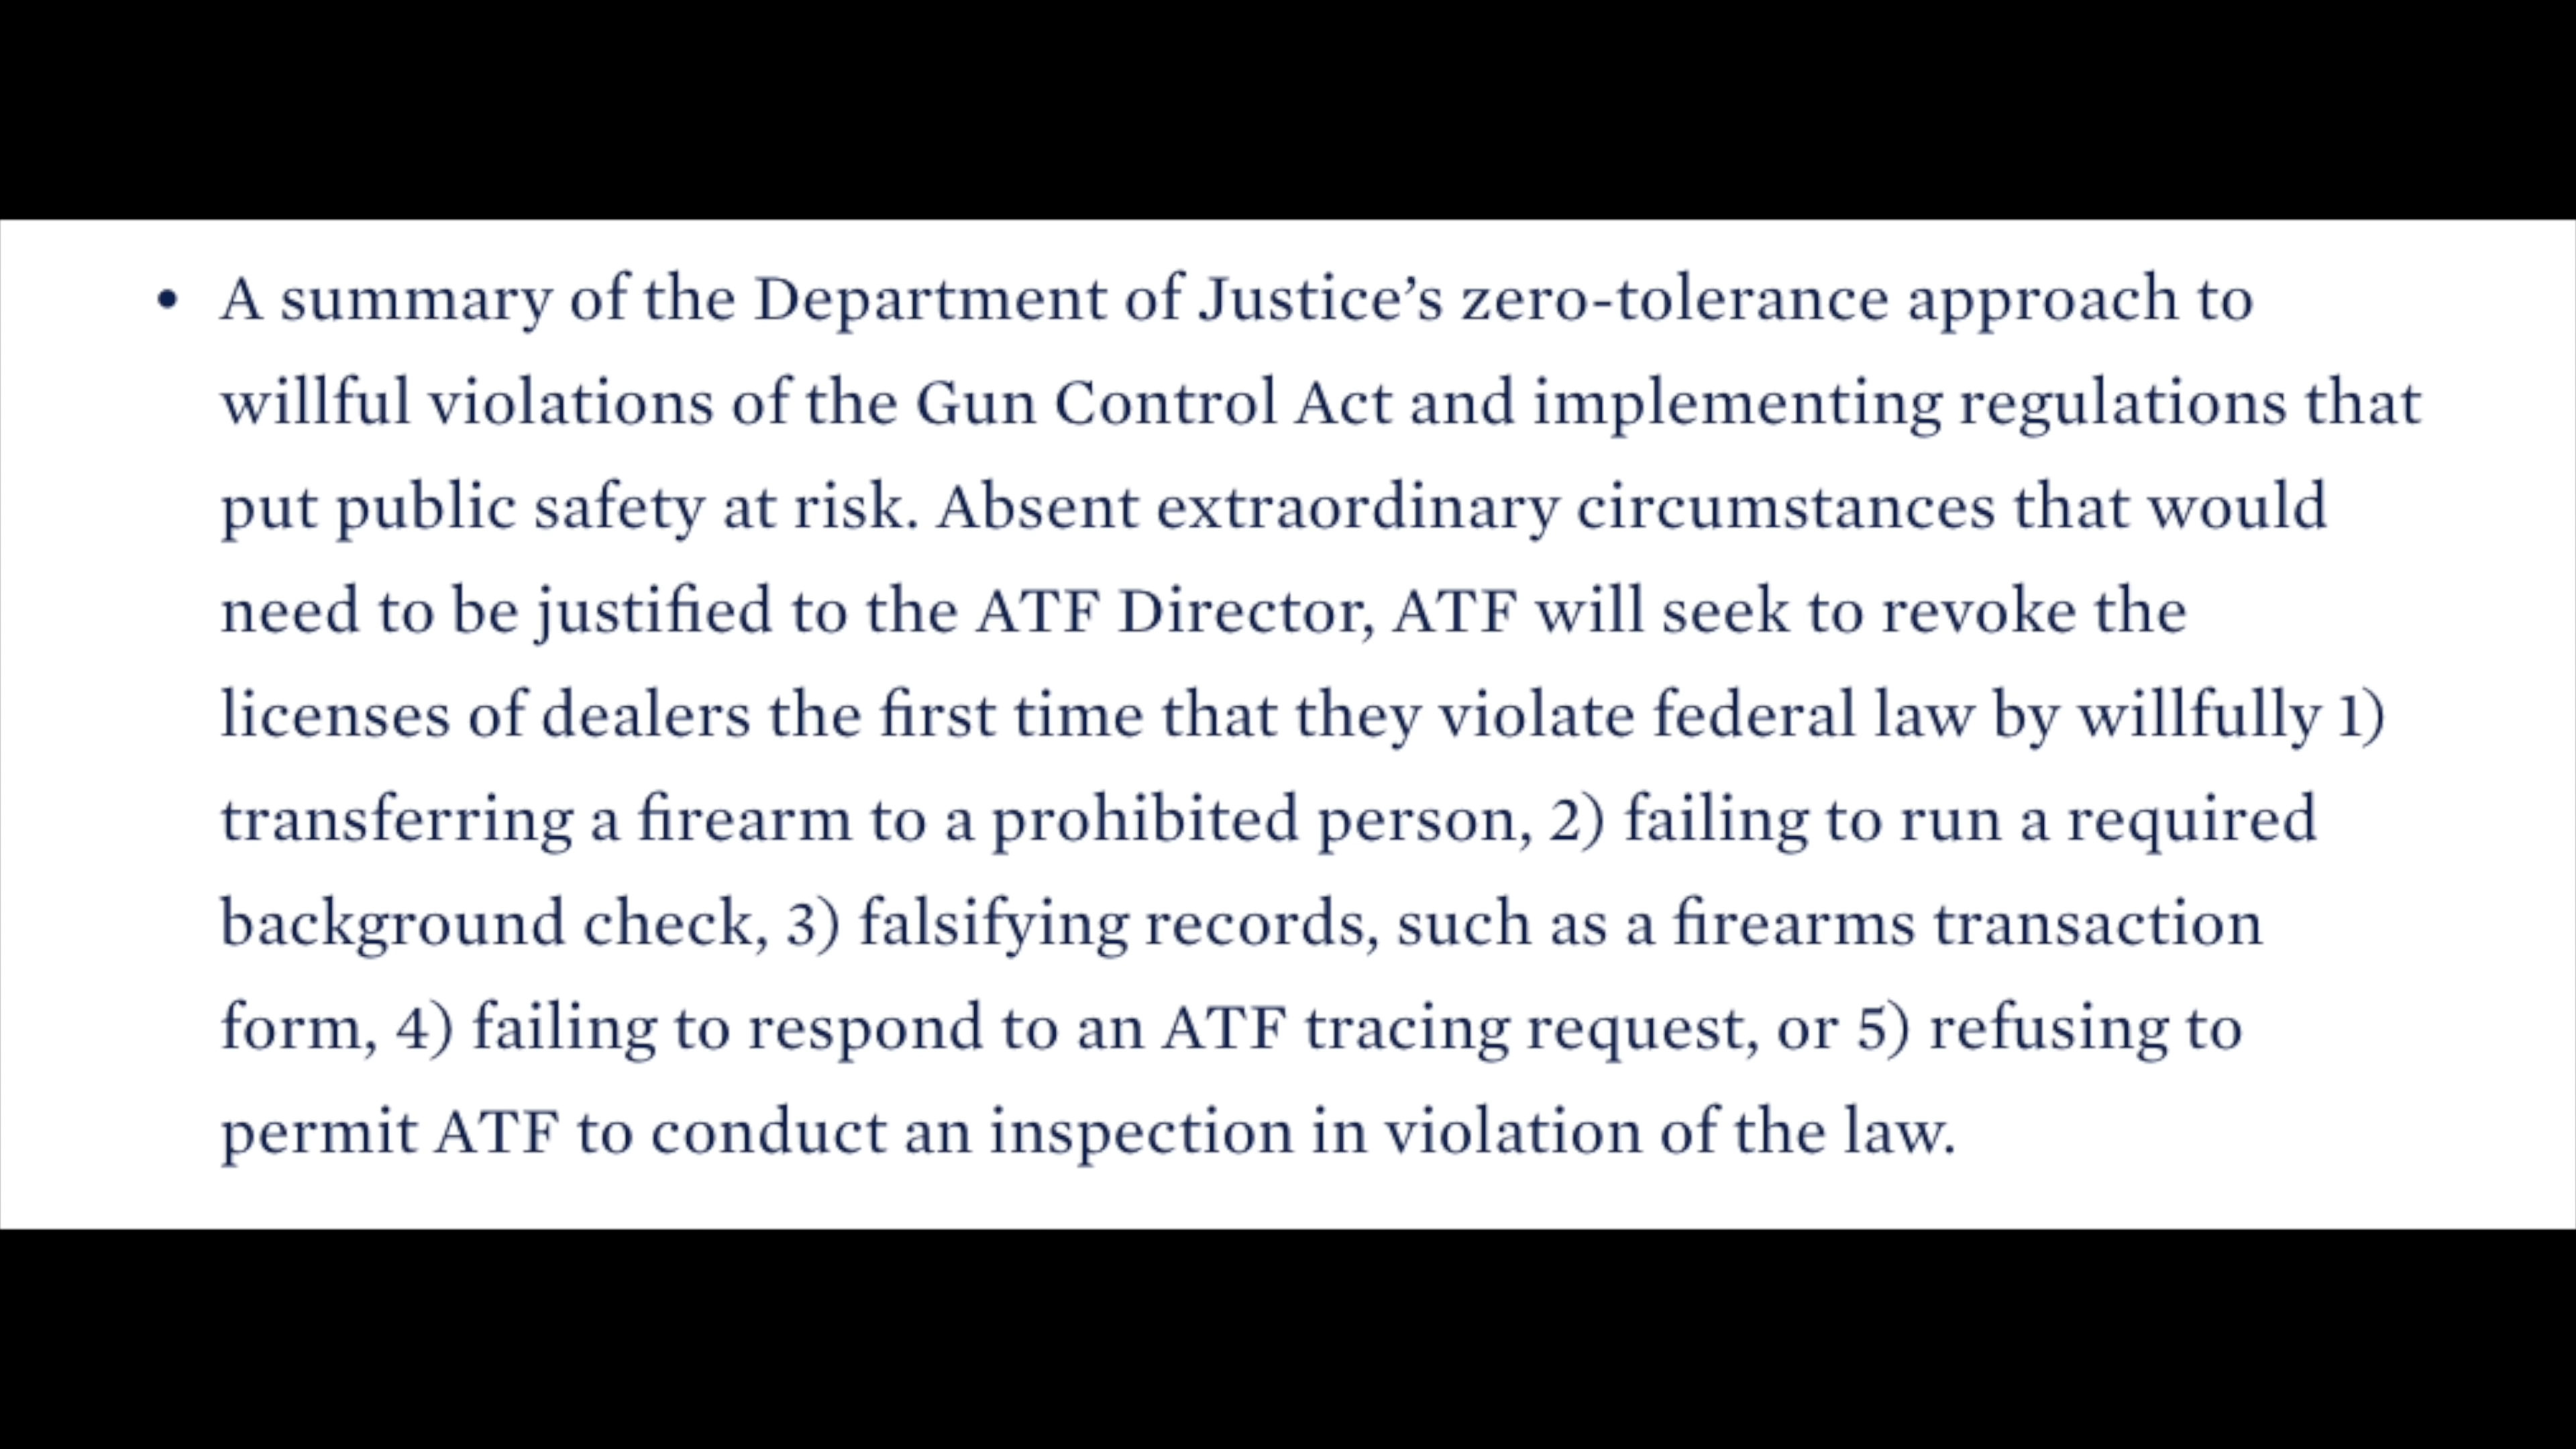 • A summary of the Department of Justice’s zero-tolerance approach to
willful violations of the Gun Control Act and implementing regulations that
put public safety at risk. Absent extraordinary circumstances that would
need to be justified to the ATF Director, ATF will seek to revoke the
licenses of dealers the first time that they violate federal law by willfully 1)
transferring a firearm to a prohibited person, 2) failing to run a required
background check, 3) falsifying records, such as a firearms transaction
form, 4) failing to respond to an ATF tracing request, or 5) refusing to
permit ATF to conduct an inspection in violation of the law.